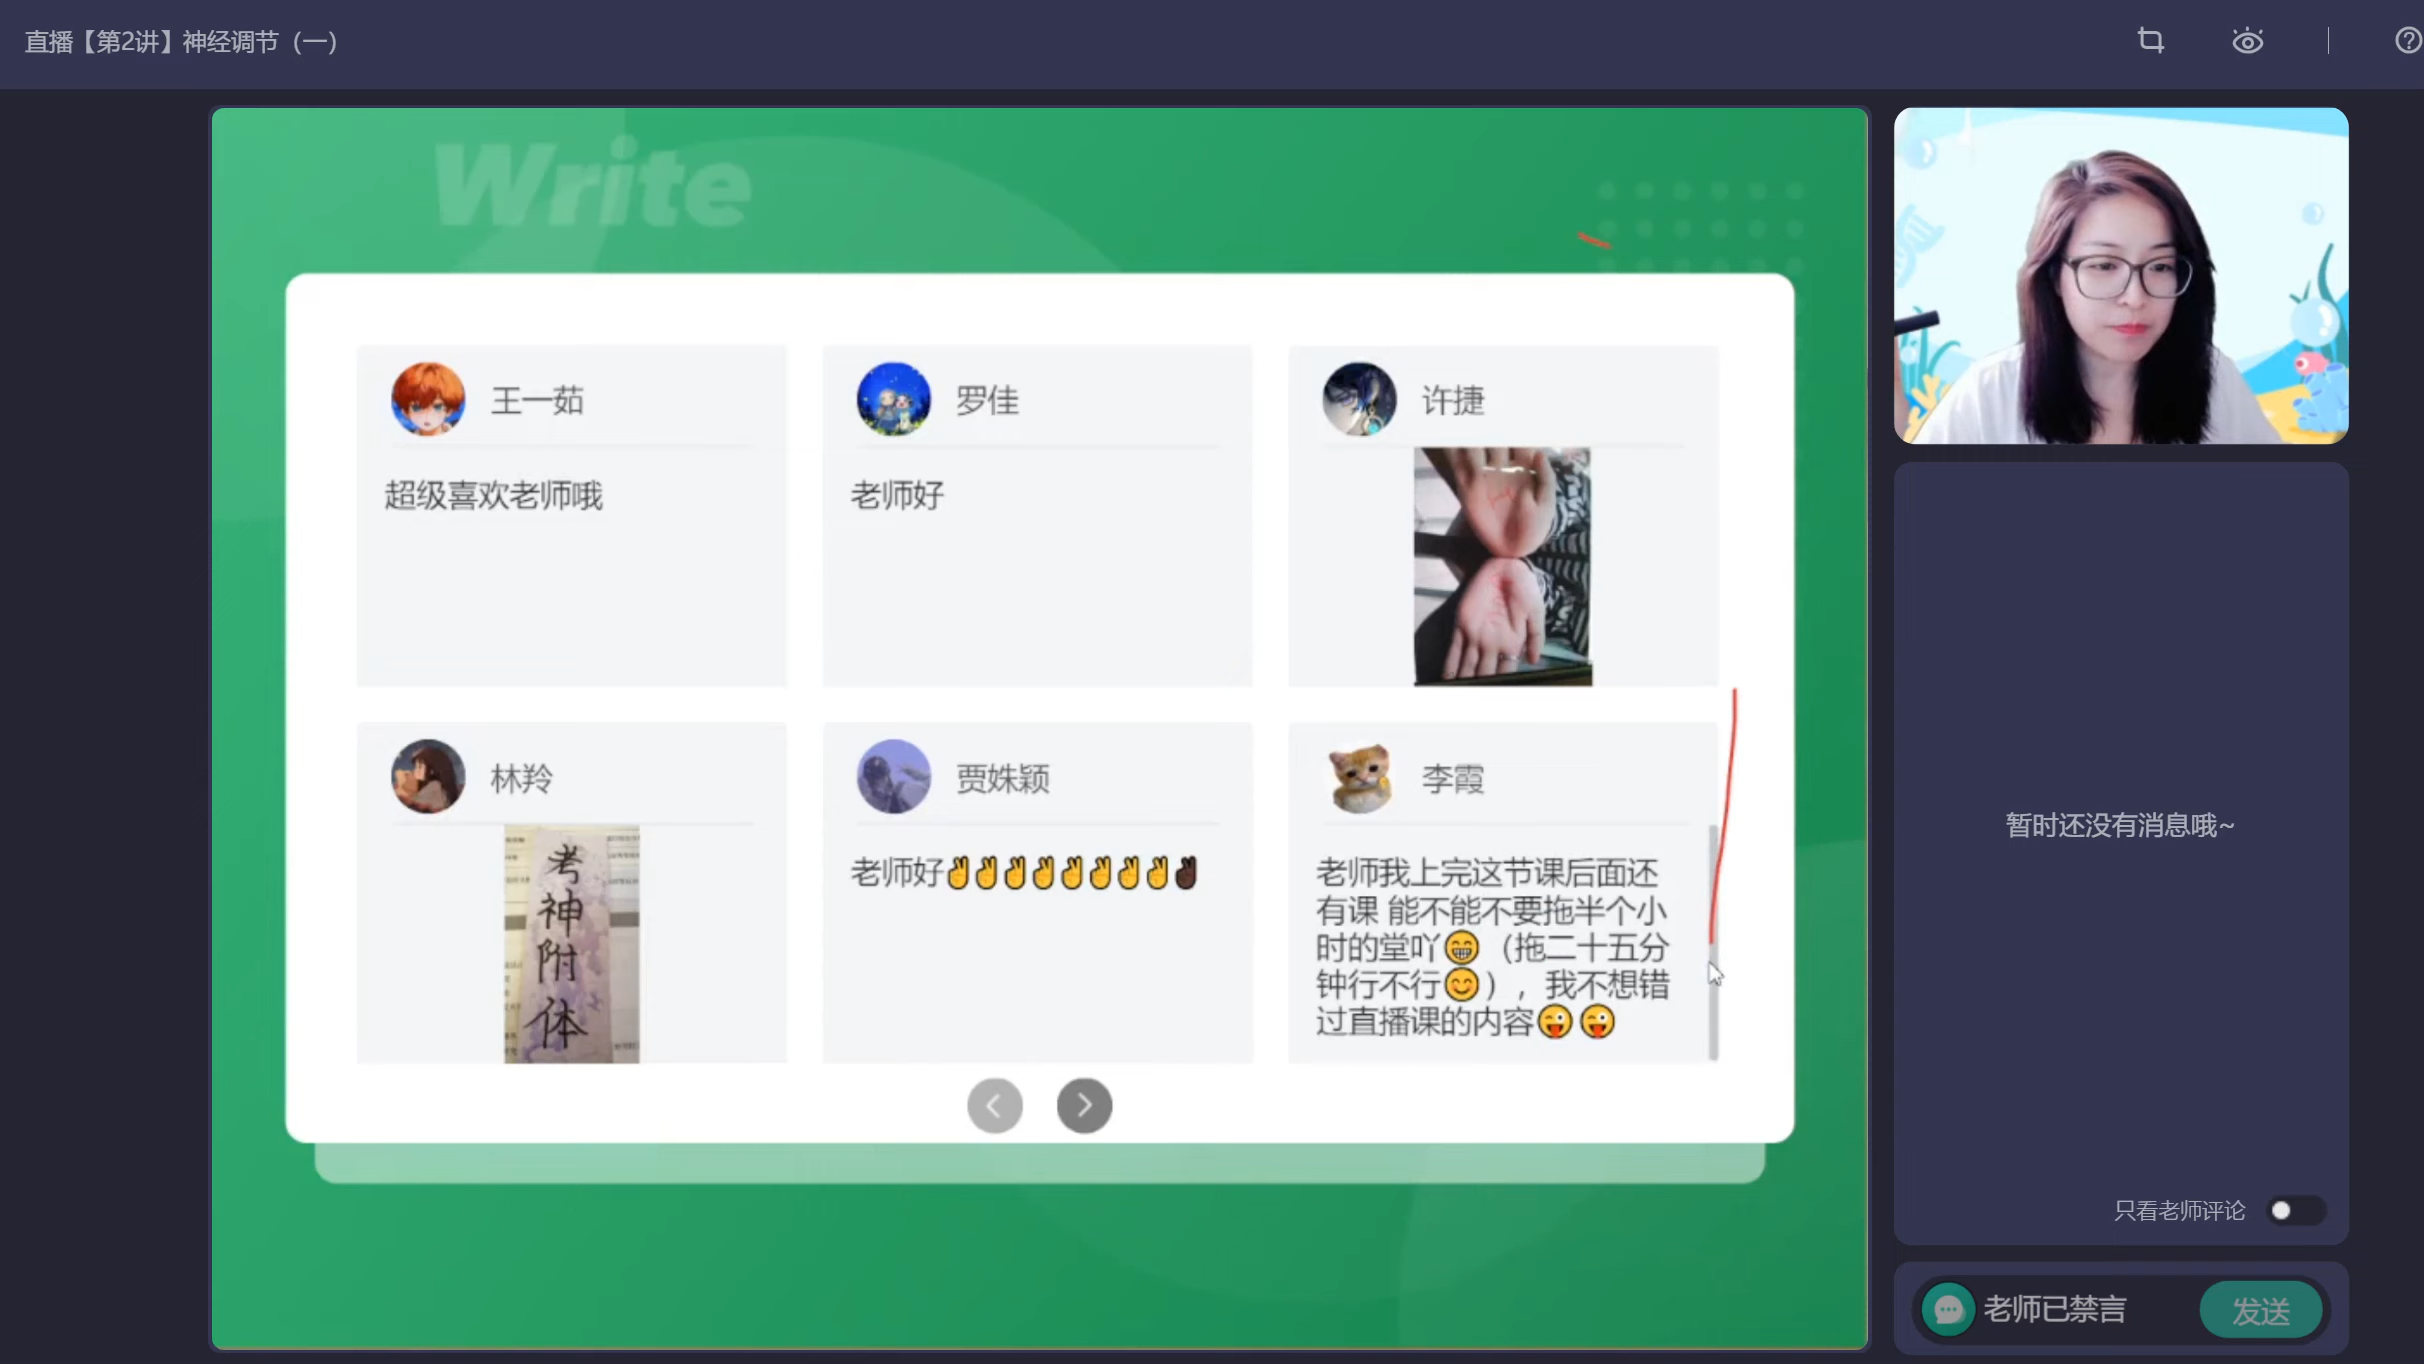 直播【第2讲】神经调节（一）
Write
王一茹
超级喜欢老师哦
罗佳
老师好
许捷
林羚
考
神
附
体
贾姝颖
老师好✌✌✌✌✌✌✌✌✌🏿
李霞
老师我上完这节课后面还
有课 能不能不要拖半个小
时的堂吖😁（拖二十五分
钟行不行😊），我不想错
过直播课的内容😜😜
暂时还没有消息哦~
只看老师评论
老师已禁言
发送